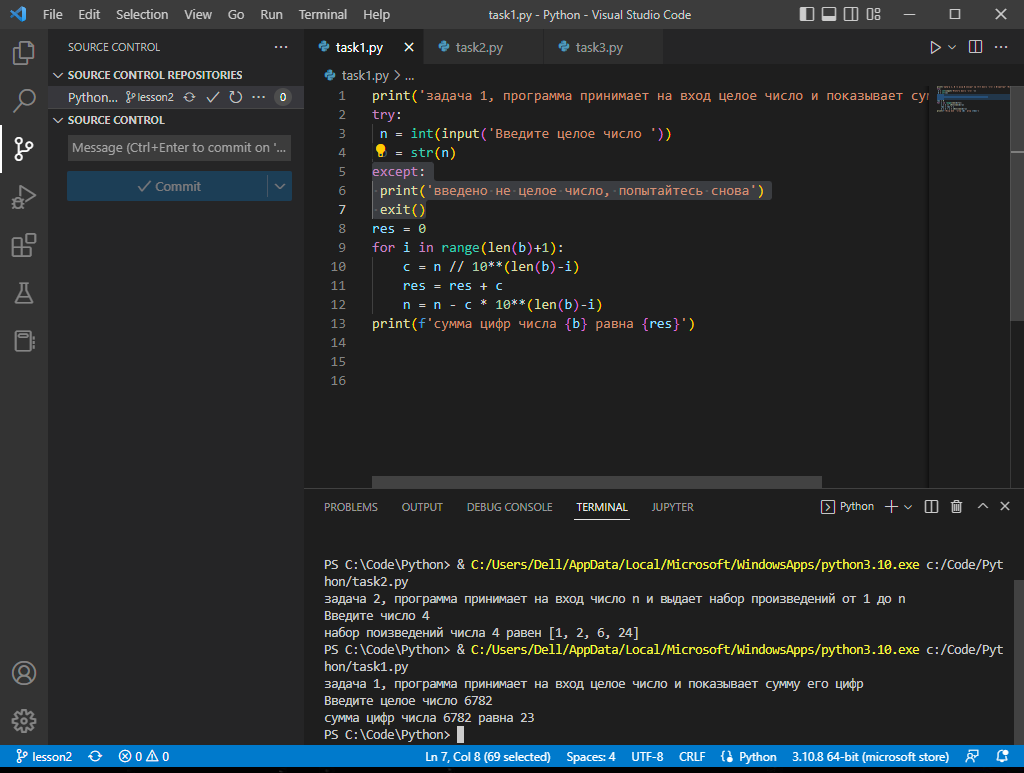 File Edit Selection View Go Run Terminal Help task1.py - Python - Visual Studio Code
SOURCE CONTROL ...
SOURCE CONTROL REPOSITORIES
Python... lesson2 ... 0
SOURCE CONTROL
Message (Ctrl+Enter to commit on '...
Commit
task1.py task2.py task3.py ...
task1.py > ...
1 print('задача 1, программа принимает на вход целое число и показывает су
2 try:
3 n = int(input('Введите целое число '))
4 = str(n)
5 except:
6 print('введено не целое число, попытайтесь снова')
7 exit()
8 res = 0
9 for i in range(len(b)+1):
10 c = n // 10**(len(b)-i)
11 res = res + c
12 n = n - c * 10**(len(b)-i)
13 print(f'сумма цифр числа {b} равна {res}')
14
15
16
PROBLEMS OUTPUT DEBUG CONSOLE TERMINAL JUPYTER Python
PS C:\Code\Python> & C:/Users/Dell/AppData/Local/Microsoft/WindowsApps/python3.10.exe c:/Code/Pyt
hon/task2.py
задача 2, программа принимает на вход число n и выдает набор произведений от 1 до n
Введите число 4
набор поизведений числа 4 равен [1, 2, 6, 24]
PS C:\Code\Python> & C:/Users/Dell/AppData/Local/Microsoft/WindowsApps/python3.10.exe c:/Code/Pyt
hon/task1.py
задача 1, программа принимает на вход целое число и показывает сумму его цифр
Введите целое число 6782
сумма цифр числа 6782 равна 23
PS C:\Code\Python>
lesson2 0 0 Ln 7, Col 8 (69 selected) Spaces: 4 UTF-8 CRLF Python 3.10.8 64-bit (microsoft store)